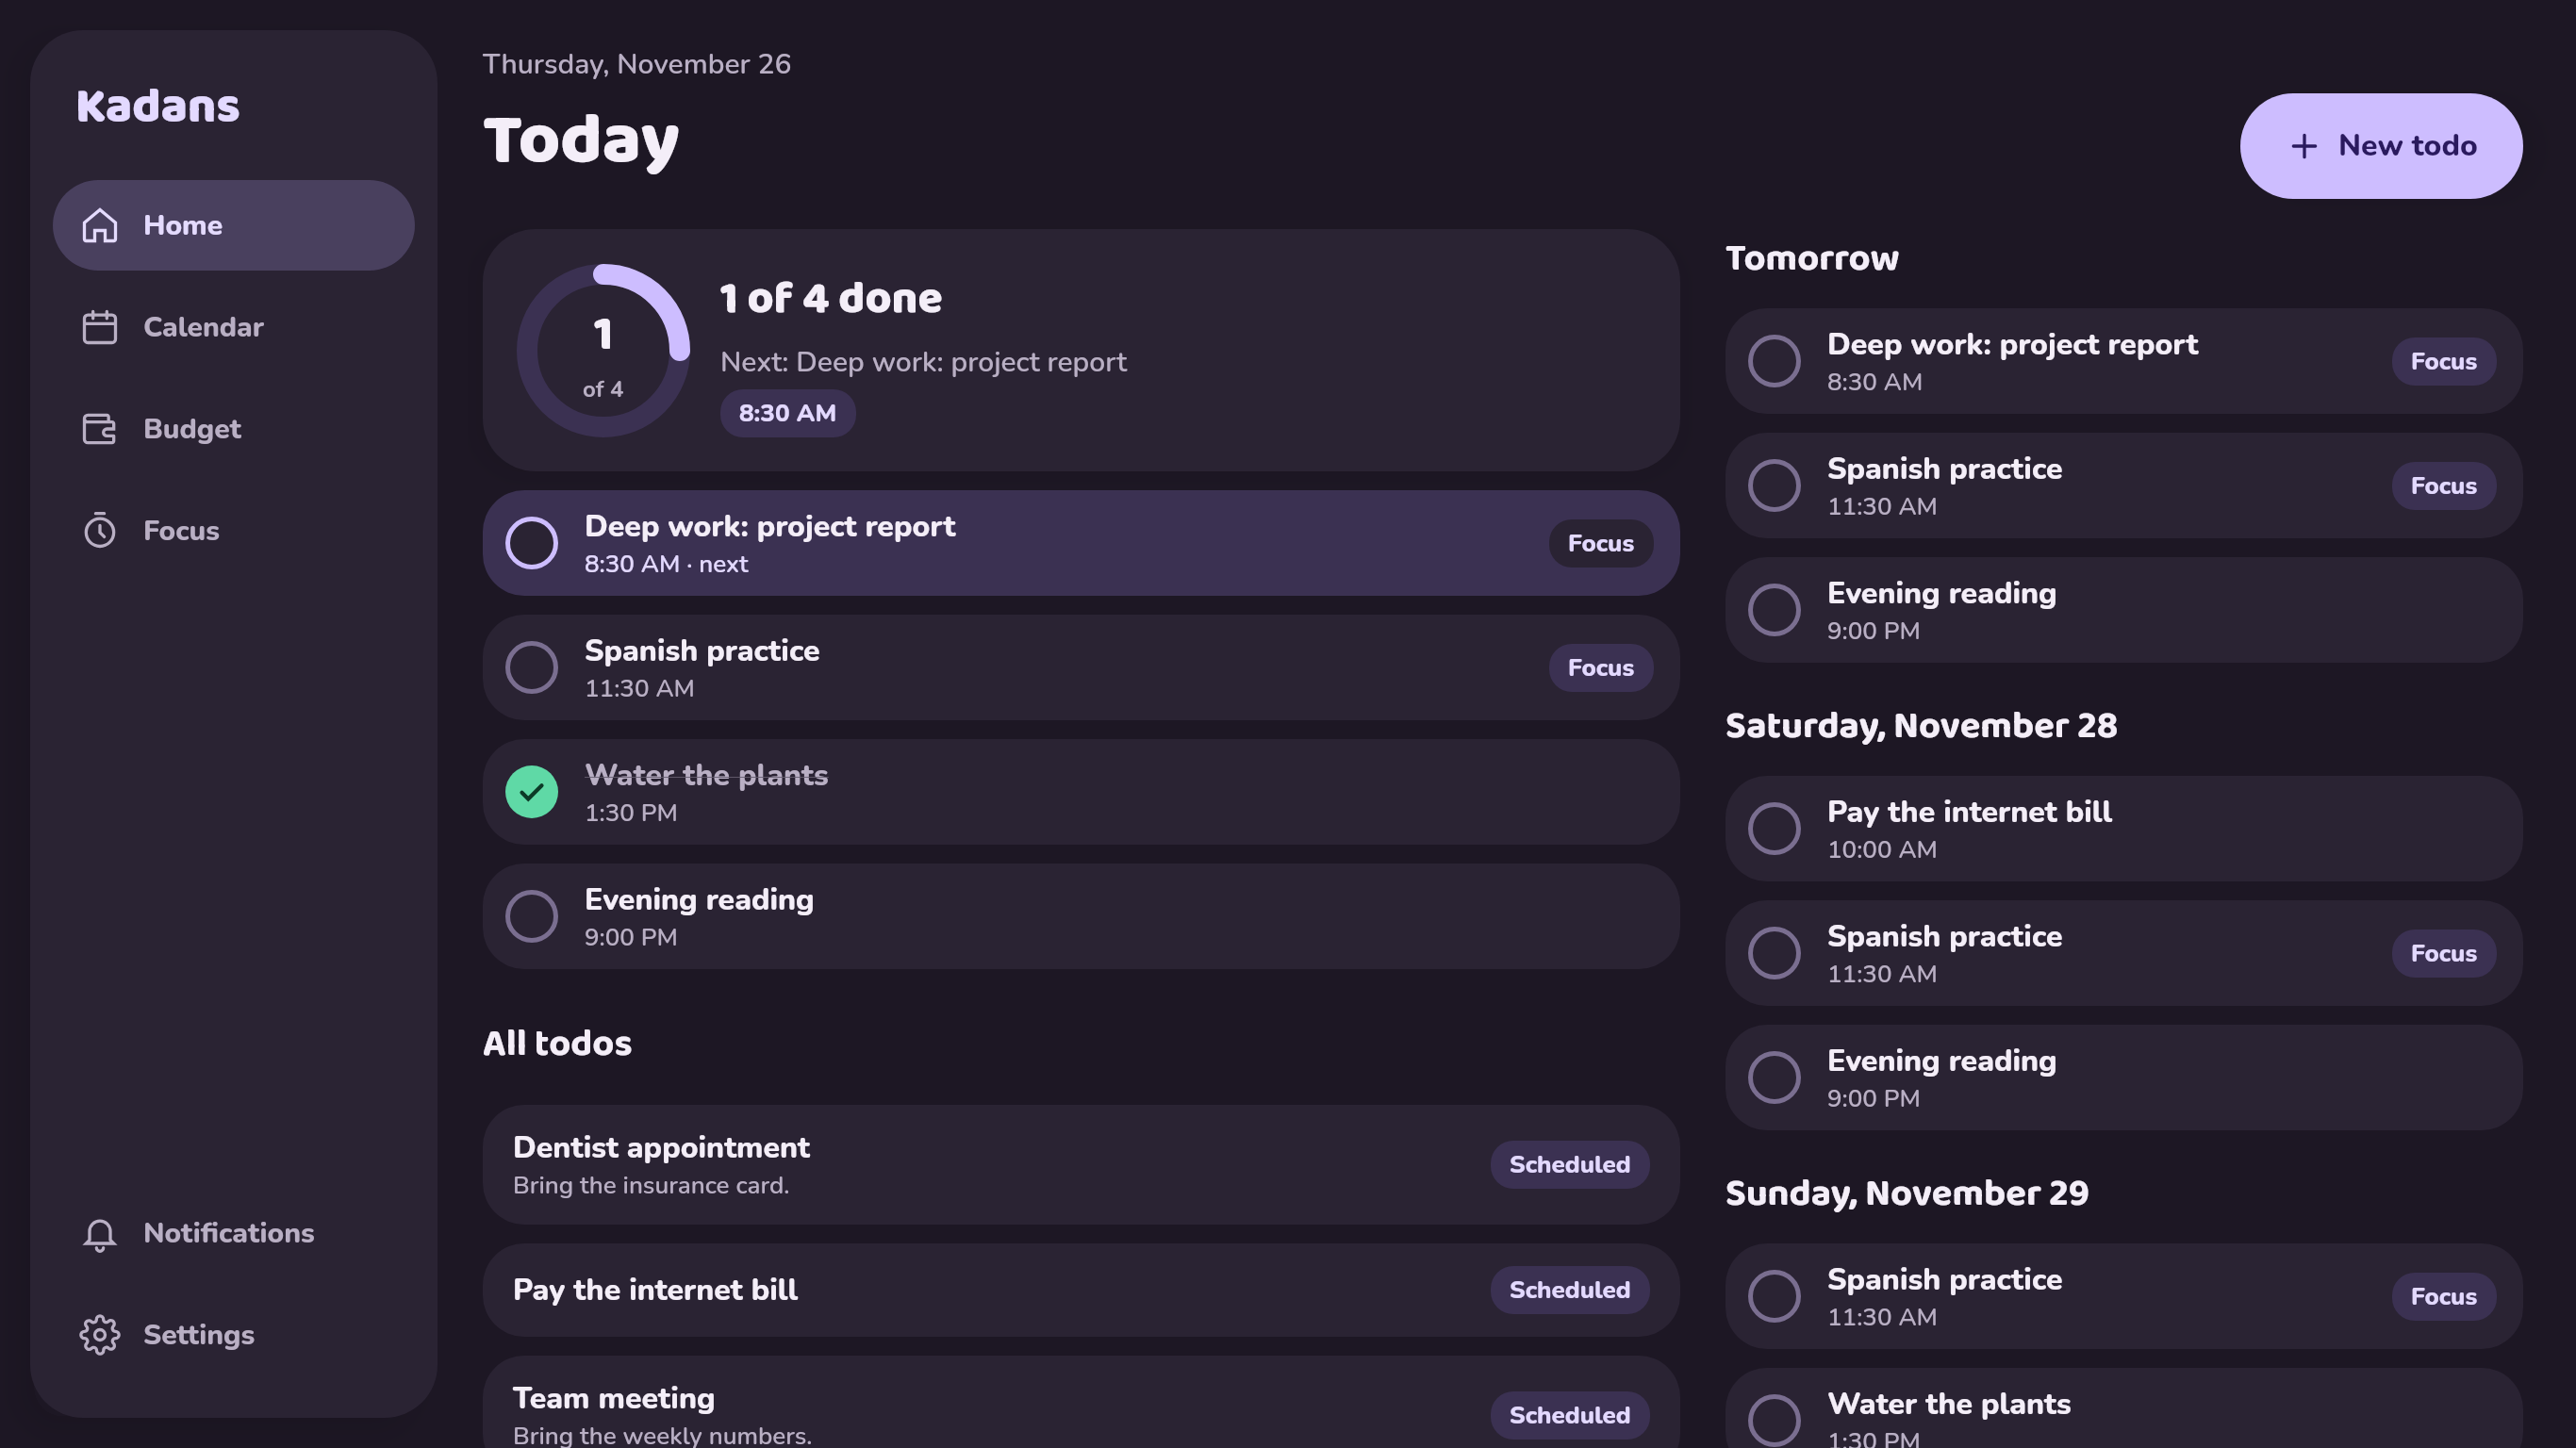 Kadans
Home
Calendar
Budget
Focus
Notifications
Settings
Thursday, November 26
Today
New todo
1
of 4
1 of 4 done
Next: Deep work: project report
8:30 AM
Deep work: project report
8:30 AM · next
Focus
Spanish practice
11:30 AM
Focus
Water the plants
1:30 PM
Evening reading
9:00 PM
All todos
Dentist appointment
Bring the insurance card.
Scheduled
Pay the internet bill
Scheduled
Team meeting
Bring the weekly numbers.
Scheduled
Tomorrow
Deep work: project report
8:30 AM
Focus
Spanish practice
11:30 AM
Focus
Evening reading
9:00 PM
Saturday, November 28
Pay the internet bill
10:00 AM
Spanish practice
11:30 AM
Focus
Evening reading
9:00 PM
Sunday, November 29
Spanish practice
11:30 AM
Focus
Water the plants
1:30 PM